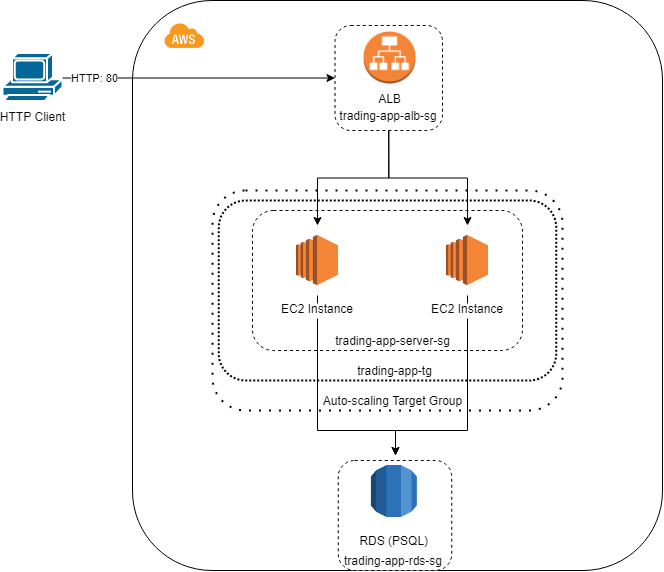 AWS
HTTP: 80
HTTP Client
ALB
trading-app-alb-sg
EC2 Instance
EC2 Instance
trading-app-server-sg
trading-app-tg
Auto-scaling Target Group
RDS (PSQL)
trading-app-rds-sg